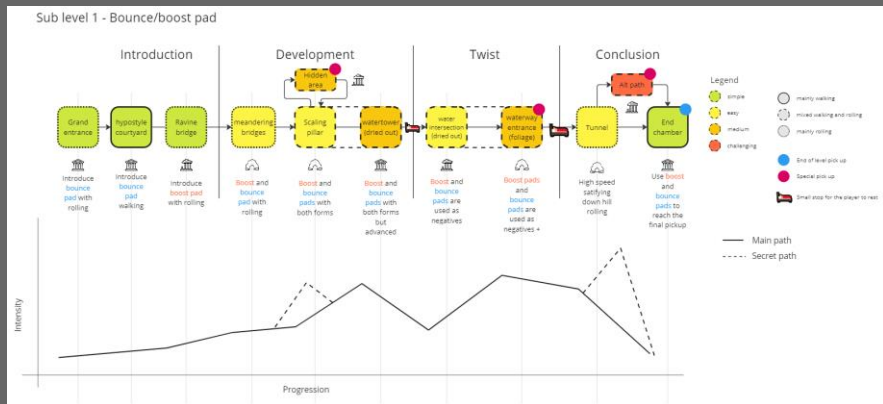 Sub level 1 - Bounce/boost pad
Introduction
Development
Twist
Conclusion
Hidden
area
Alt path
Grand
entrance
hypostyle
courtyard
Ravine
bridge
meandering
bridges
Scaling
pillar
watertower
(dried out)
water
intersection
(dried out)
waterway
entrance
(foliage)
Tunnel
End
chamber
Introduce
bounce
pad with
rolling
Introduce
bounce
pad
walking
Introduce
boost pad
with rolling
Boost and
bounce
pad with
rolling
Boost and
bounce
pads with
both forms
Boost and
bounce
pads with
both forms
but
advanced
Boost and
bounce
pads are
used as
negatives
Boost pads
and
bounce
pads are
used as
negatives +
High speed
satifying
down hill
rolling
Use boost
and
bounce
pads to
reach the
final pickup
Legend
simple
easy
medium
challenging
mainly walking
mixed walking and rolling
mainly rolling
End of level pick up
Special pick up
Small stop for the player to rest
Main path
Secret path
Intensity
Progression